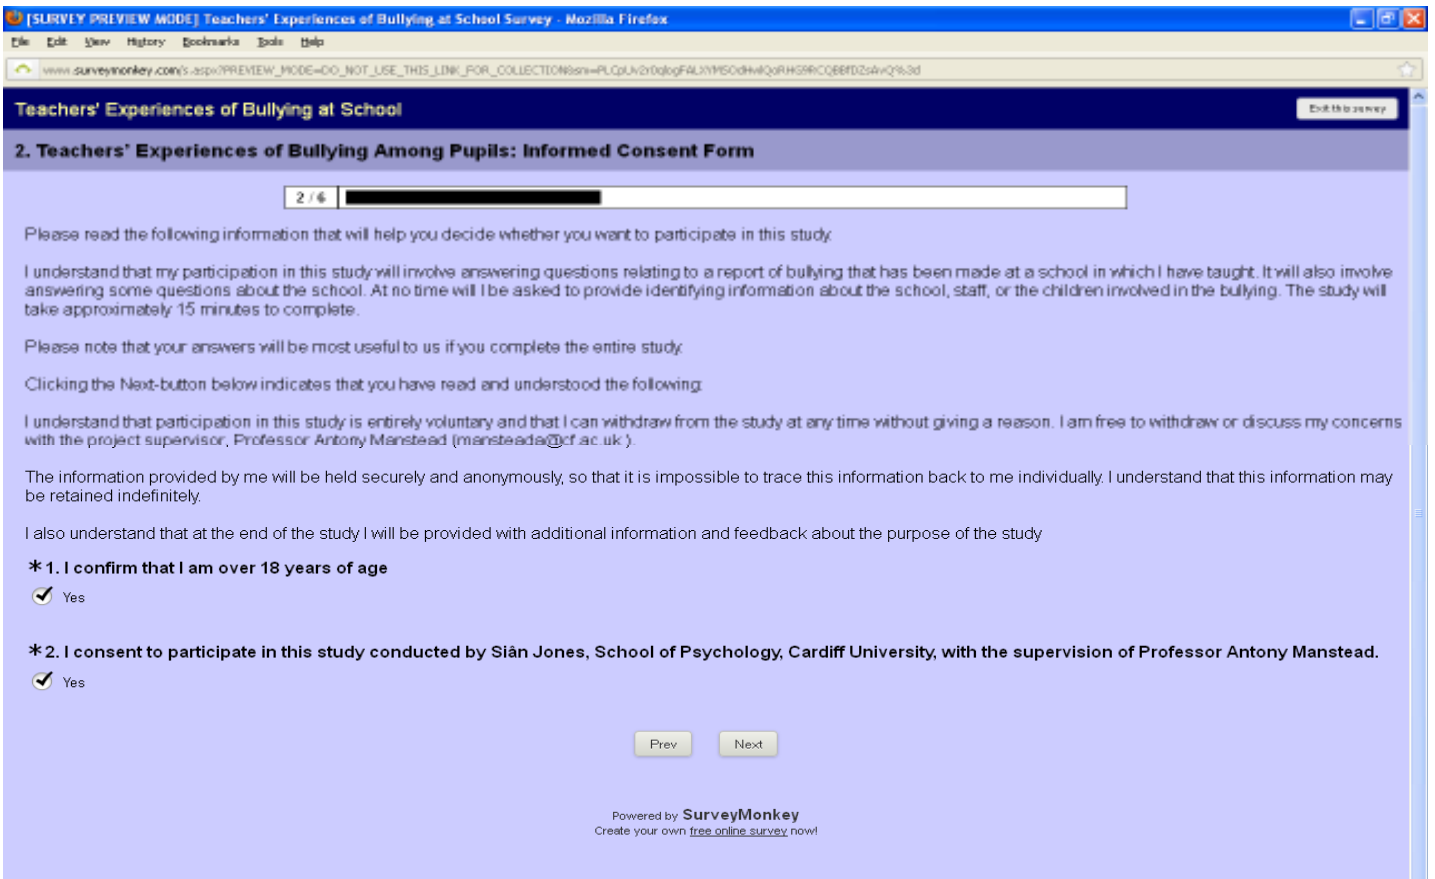 [SURVEY PREVIEW MODE] Teachers' Experiences of Bullying at School Survey - Mozilla Firefox
File Edit View History Bookmarks Tools Help
Teachers' Experiences of Bullying at School
Exit this survey
2. Teachers' Experiences of Bullying Among Pupils: Informed Consent Form
2 / 6
Please read the following information that will help you decide whether you want to participate in this study.
I understand that my participation in this study will involve answering questions relating to a report of bullying that has been made at a school in which I have taught. It will also involve
answering some questions about the school. At no time will I be asked to provide identifying information about the school, staff, or the children involved in the bullying. The study will
take approximately 15 minutes to complete.
Please note that your answers will be most useful to us if you complete the entire study.
Clicking the Next-button below indicates that you have read and understood the following:
I understand that participation in this study is entirely voluntary and that I can withdraw from the study at any time without giving a reason. I am free to withdraw or discuss my concerns
with the project supervisor, Professor Antony Manstead (mansteada@cf.ac.uk ).
The information provided by me will be held securely and anonymously, so that it is impossible to trace this information back to me individually. I understand that this information may
be retained indefinitely.
I also understand that at the end of the study I will be provided with additional information and feedback about the purpose of the study
*1. I confirm that I am over 18 years of age
Yes
*2. I consent to participate in this study conducted by Siân Jones, School of Psychology, Cardiff University, with the supervision of Professor Antony Manstead.
Yes
Prev Next
Powered by SurveyMonkey
Create your own free online survey now!